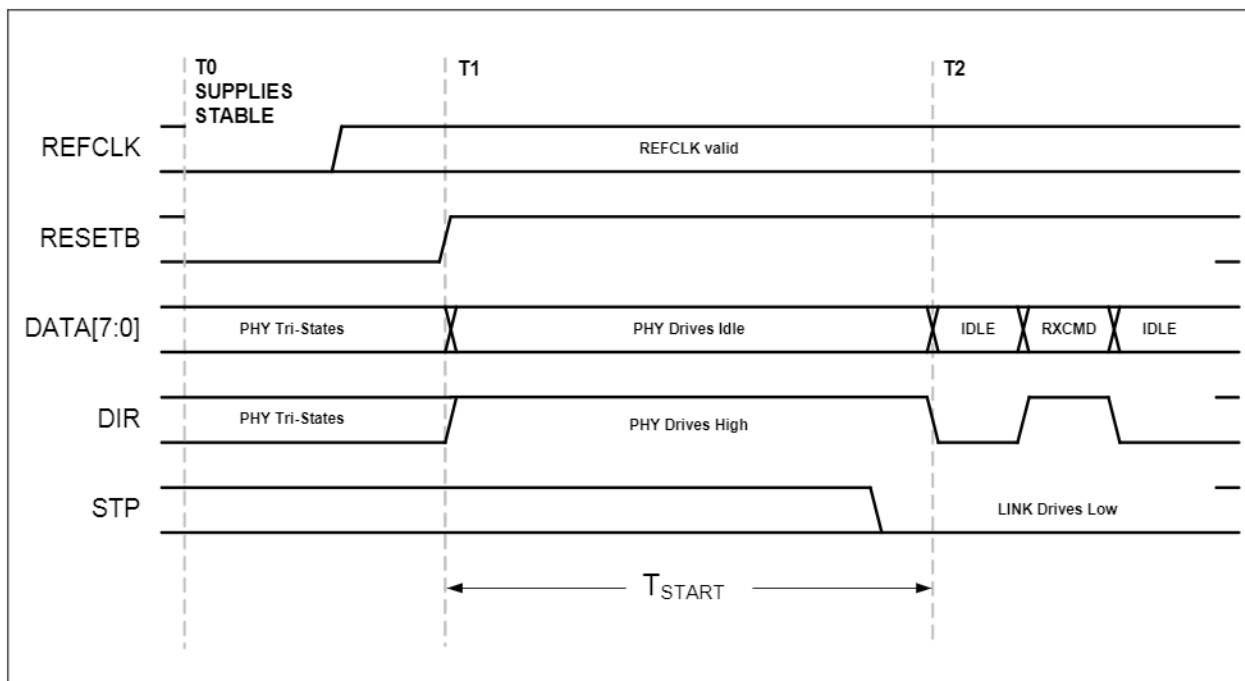 T0
SUPPLIES
STABLE
T1
T2
REFCLK
REFCLK valid
RESETB
DATA[7:0]
PHY Tri-States
PHY Drives Idle
IDLE
RXCMD
IDLE
DIR
PHY Tri-States
PHY Drives High
STP
LINK Drives Low
TSTART